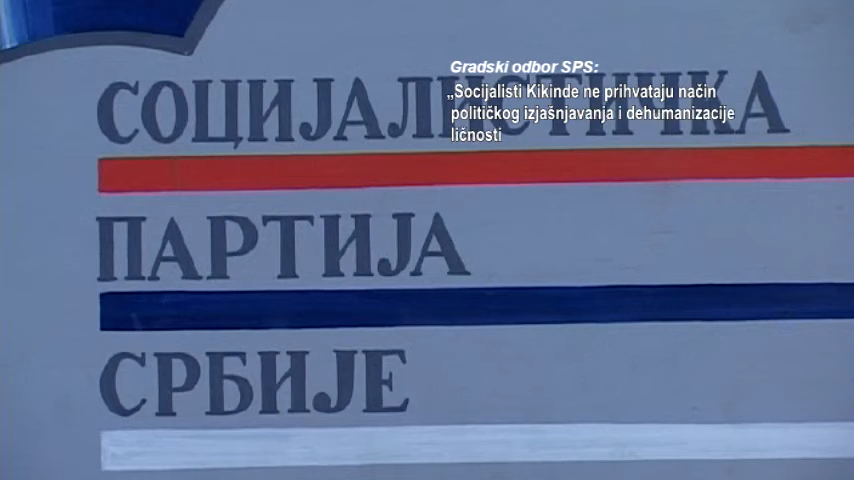 Gradski odbor SPS:
„Socijalisti Kikinde ne prihvataju način
političkog izjašnjavanja i dehumanizacije
ličnosti
СОЦИЈАЛИСТИЧКА
ПАРТИЈА
СРБИЈЕ